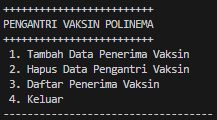 +++++++++++++++++++++++++
PENGANTRI VAKSIN POLINEMA
+++++++++++++++++++++++++
1. Tambah Data Penerima Vaksin
2. Hapus Data Pengantri Vaksin
3. Daftar Penerima Vaksin
4. Keluar
-----------------------------------